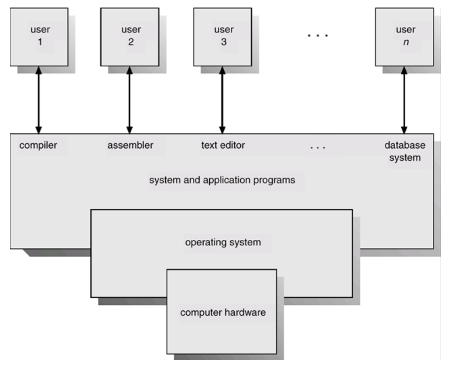 user
1
user
2
user
3
. . .
user
n
compiler
assembler
text editor
. . .
database
system
system and application programs
operating system
computer hardware